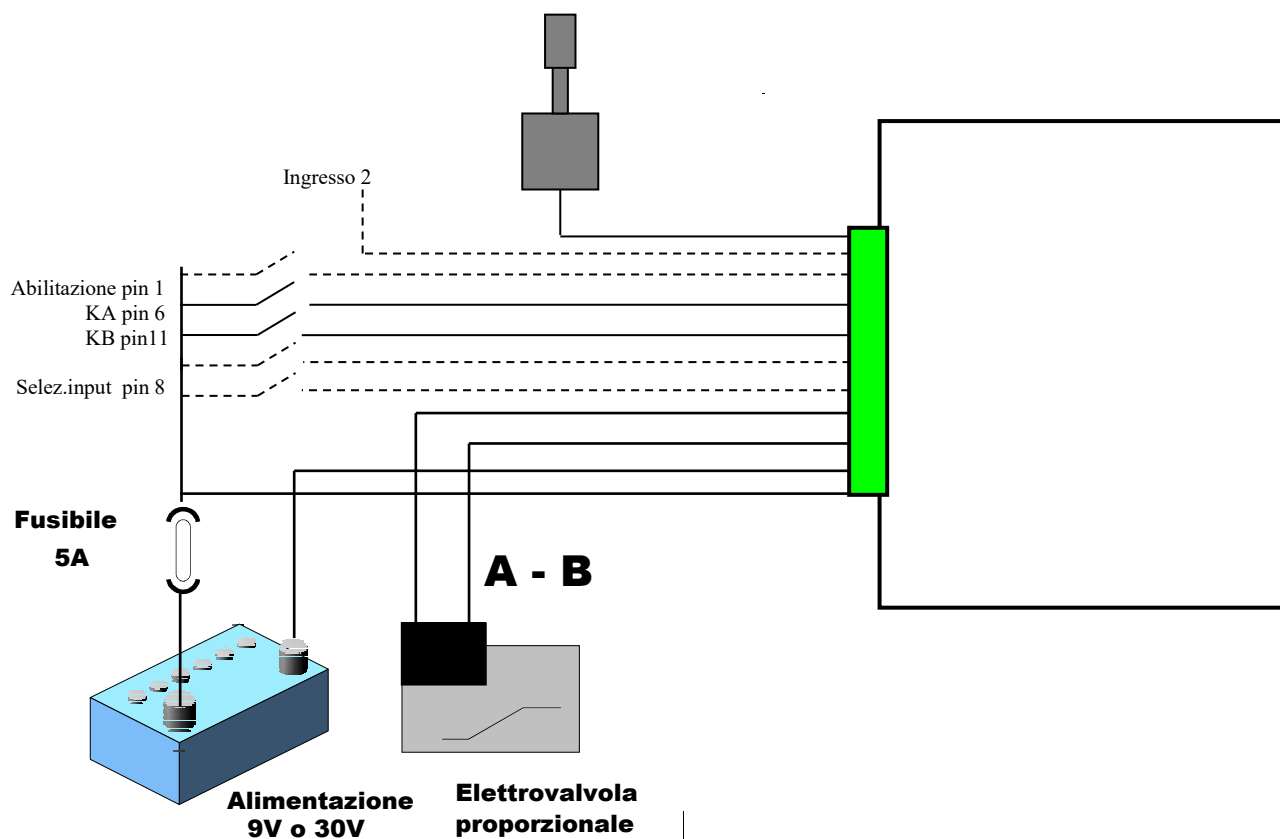 Ingresso 2
Abilitazione pin 1
KA pin 6
KB pin11
Selez.input pin 8
Fusibile
5A
A - B
Alimentazione
9V o 30V
Elettrovalvola
proporzionale